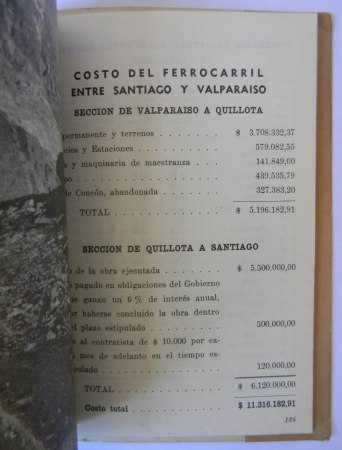 COSTO DEL FERROCARRIL
ENTRE SANTIAGO Y VALPARAISO
SECCION DE VALPARAISO A QUILLOTA
permanente y terrenos . . . . . . . $ 3.708.332,37
ios y Estaciones . . . . . . . . 579.082,55
s y maquinaria de maestranza . . . . 141.849,00
po . . . . . . . . . . . . 439.535,79
de Concón, abandonada . . . . . . . 327.383,20
TOTAL . . . . . . . . . . $ 5.196.182,91
SECCION DE QUILLOTA A SANTIAGO
o de la obra ejecutada . . . . . . . $ 5.500.000,00
o pagado en obligaciones del Gobierno
ue ganan un 6 % de interés anual,
or haberse concluido la obra dentro
el plazo estipulado . . . . . . . 500.000,00
o al contratista de $ 10.000 por ca-
mes de adelanto en el tiempo es-
pulado . . . . . . . . . . 120.000,00
TOTAL . . . . . . . . . . $ 6.120.000,00
Costo total . . . . . . . . $ 11.316.182,91
125